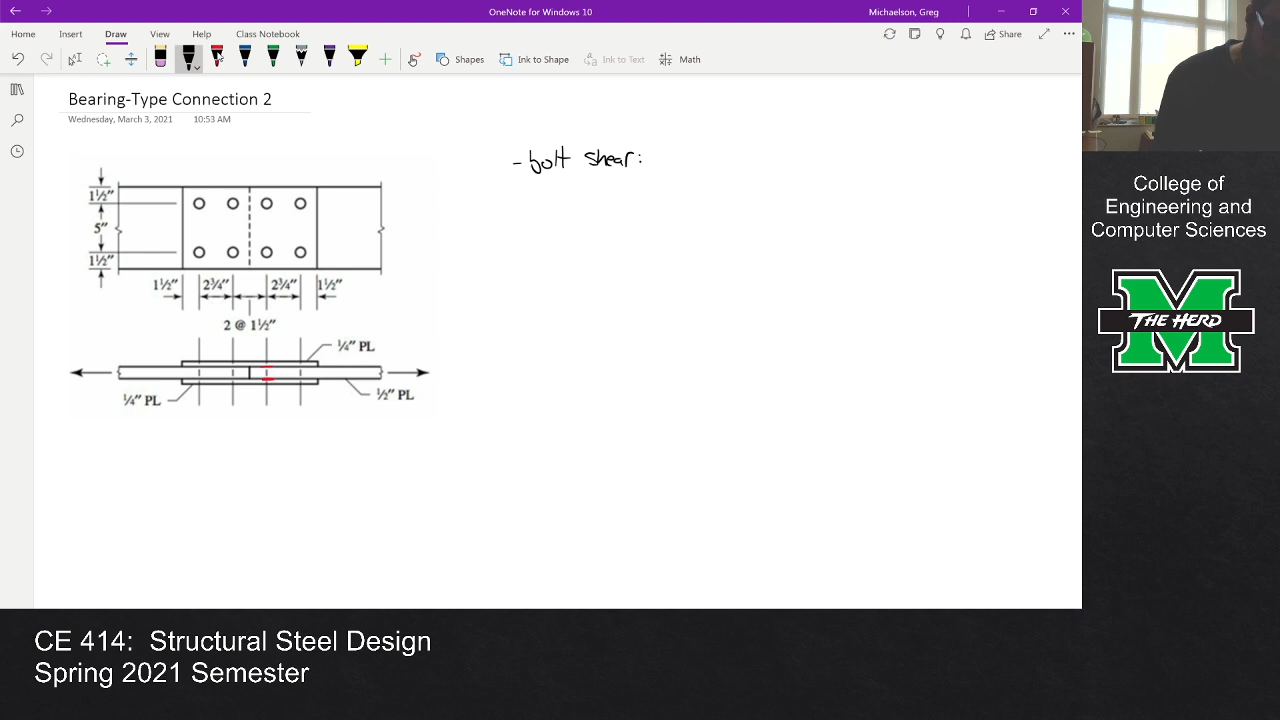 OneNote for Windows 10
Michaelson, Greg
Home Insert Draw View Help Class Notebook
Share
Shapes Ink to Shape Ink to Text Math
Bearing-Type Connection 2
Wednesday, March 3, 2021 10:53 AM
- bolt shear:
1½"
5"
1½"
1½" 2¾" 2¾" 1½"
2 @ 1½"
¼" PL
¼" PL
½" PL
College of
Engineering and
Computer Sciences
M
THE HERD
CE 414: Structural Steel Design
Spring 2021 Semester